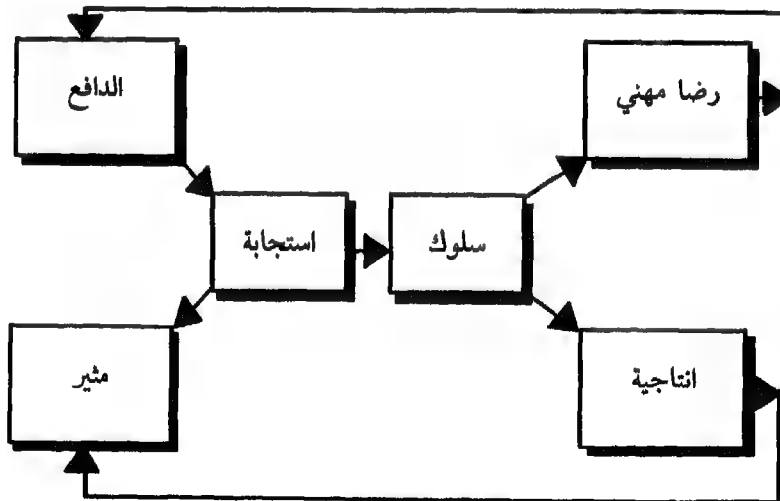 الدافع
رضا مهني
استجابة
سلوك
مثير
انتاجية